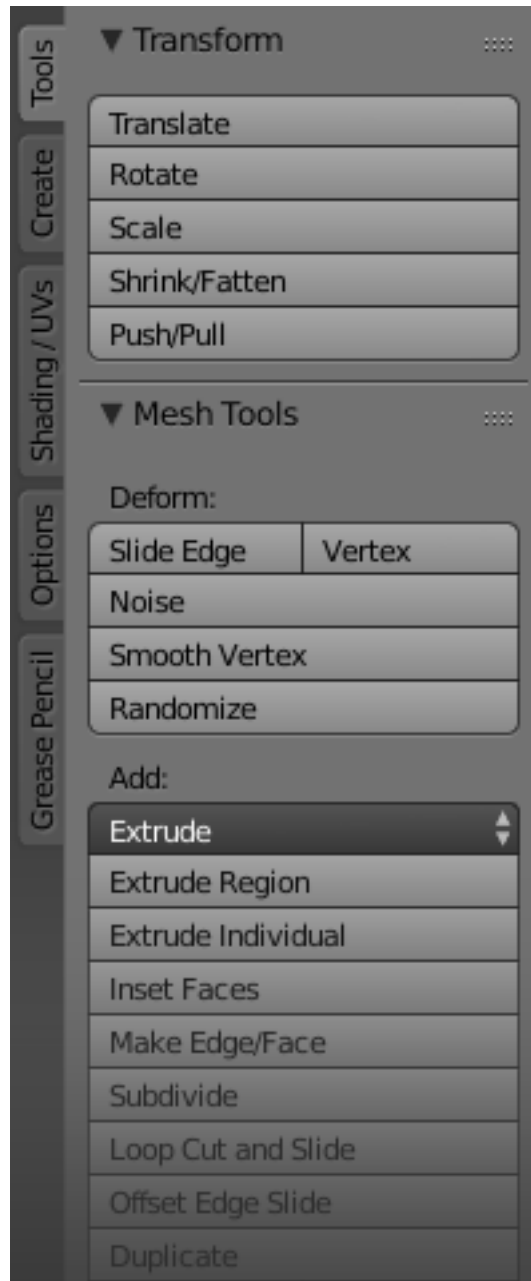 Tools
Create
Shading / UVs
Options
Grease Pencil
Transform
Translate
Rotate
Scale
Shrink/Fatten
Push/Pull
Mesh Tools
Deform:
Slide Edge Vertex
Noise
Smooth Vertex
Randomize
Add:
Extrude
Extrude Region
Extrude Individual
Inset Faces
Make Edge/Face
Subdivide
Loop Cut and Slide
Offset Edge Slide
Duplicate